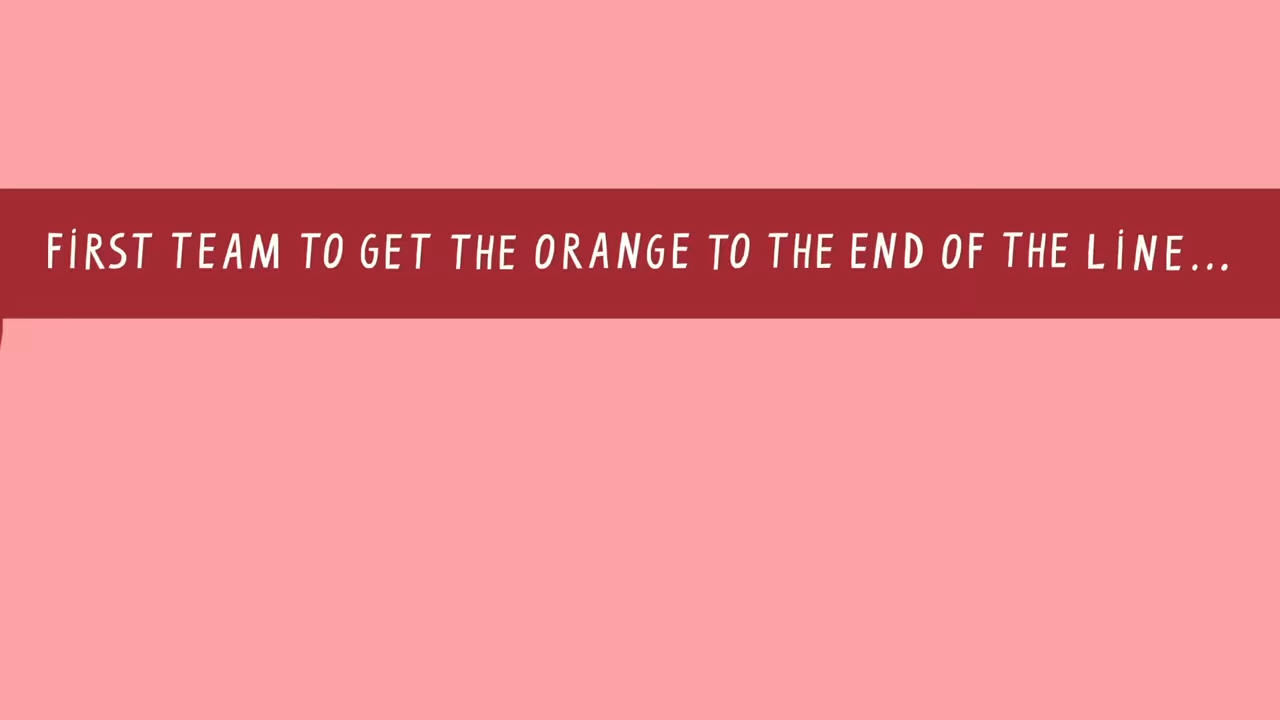 FIRST TEAM TO GET THE ORANGE TO THE END OF THE LINE...